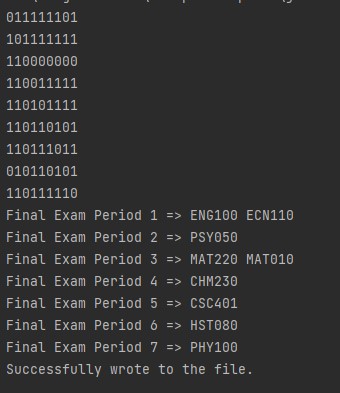 011111101
101111111
110000000
110011111
110101111
110110101
110111011
010110101
110111110
Final Exam Period 1 => ENG100 ECN110
Final Exam Period 2 => PSY050
Final Exam Period 3 => MAT220 MAT010
Final Exam Period 4 => CHM230
Final Exam Period 5 => CSC401
Final Exam Period 6 => HST080
Final Exam Period 7 => PHY100
Successfully wrote to the file.